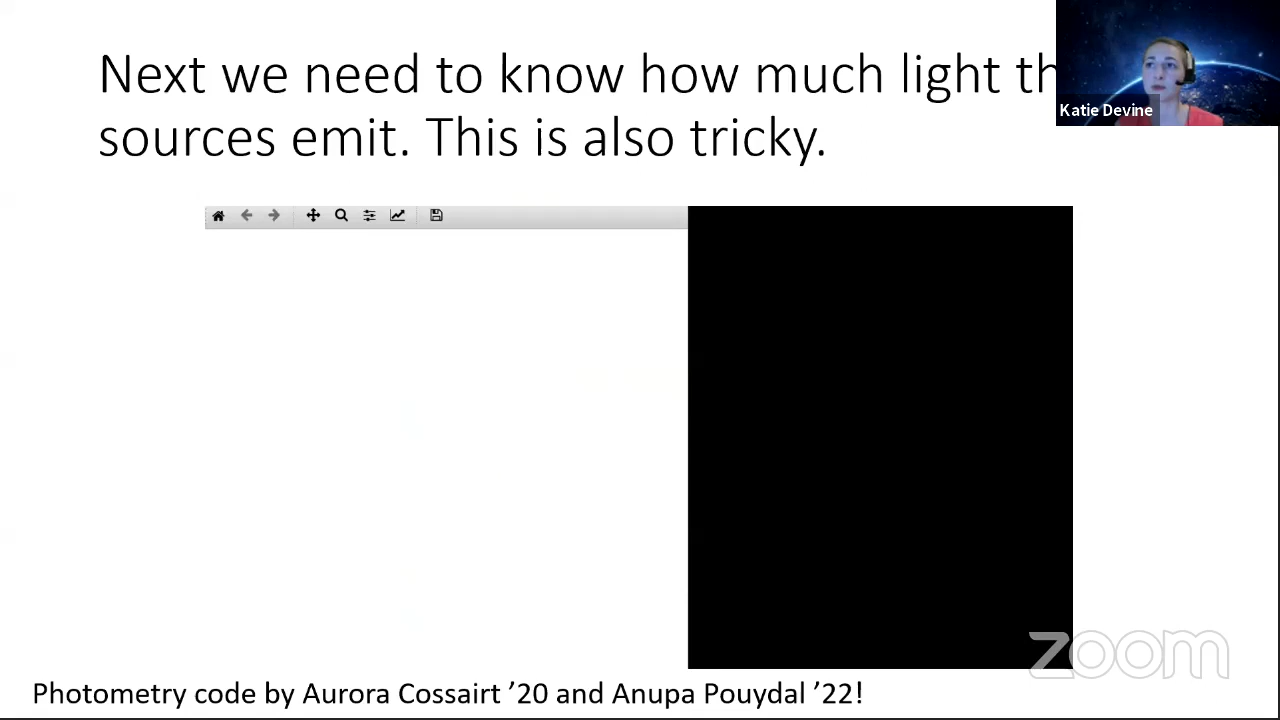 Next we need to know how much light th
sources emit. This is also tricky.
Katie Devine
zoom
Photometry code by Aurora Cossairt ’20 and Anupa Pouydal ’22!